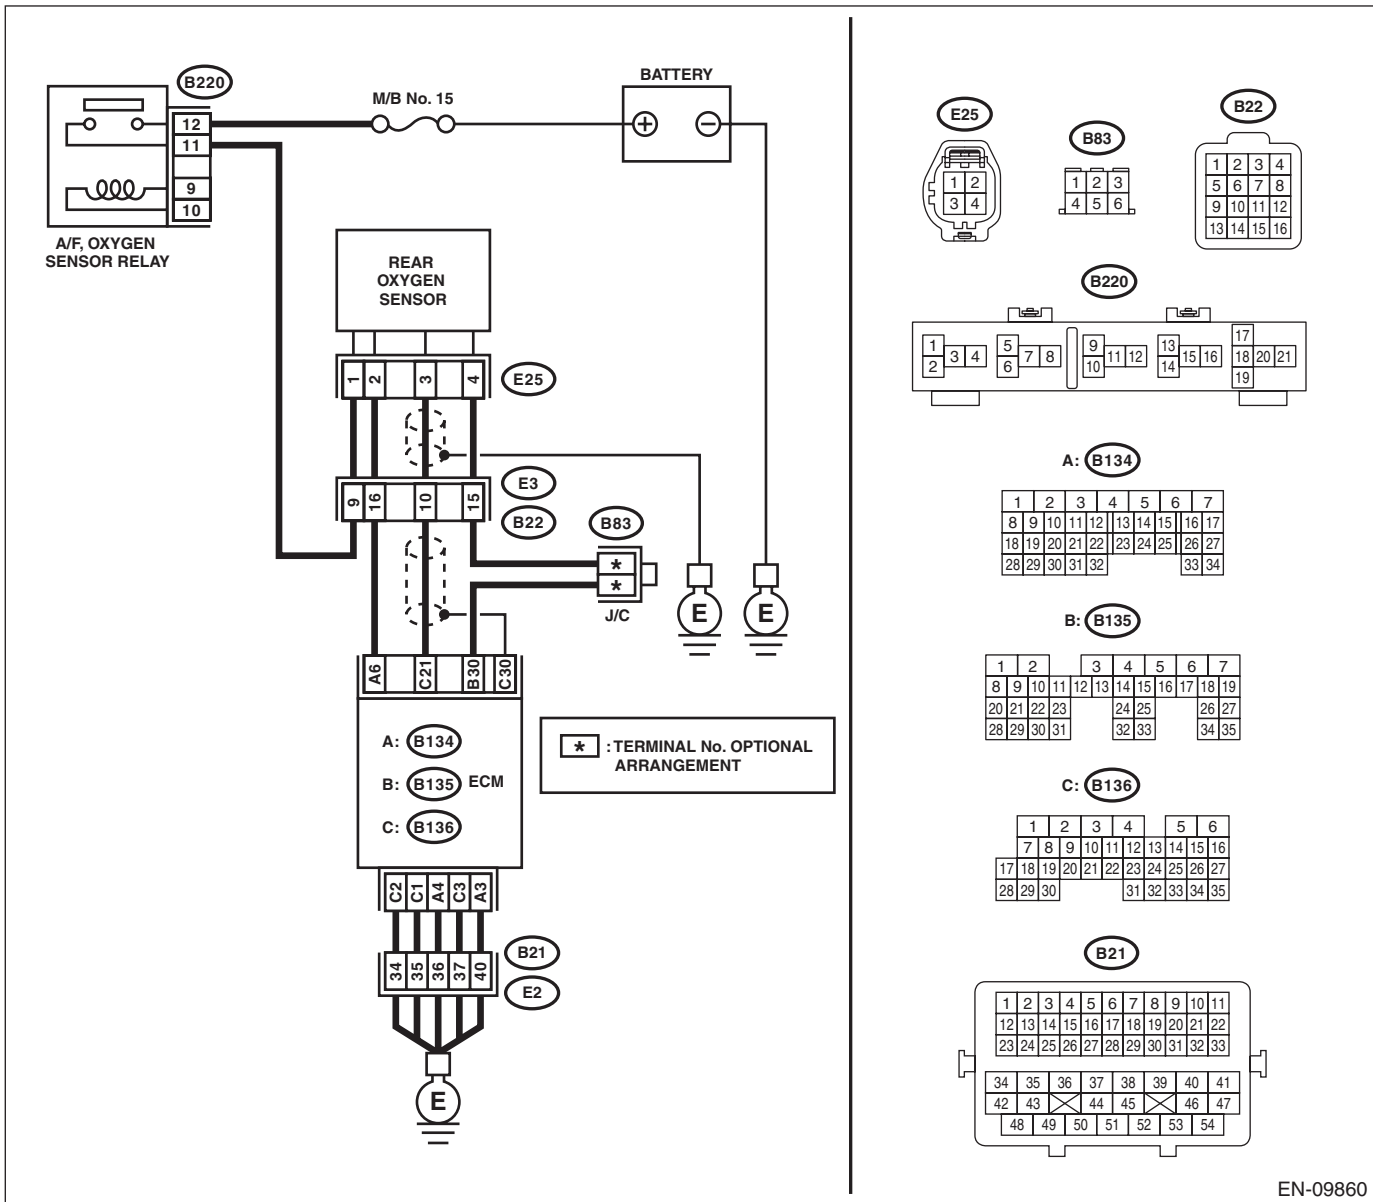 B220
12
11
9
10
A/F, OXYGEN
SENSOR RELAY
M/B No. 15
BATTERY
+
−
REAR
OXYGEN
SENSOR
1 2 3 4
E25
9 16 10 15
E3
B22
B83
*
*
J/C
E
E
A6 C21 B30 C30
A: B134
B: B135 ECM
C: B136
* : TERMINAL No. OPTIONAL
ARRANGEMENT
C2 C1 A4 C3 A3
34 35 36 37 40
B21
E2
E
E25
1 2
3 4
B83
1 2 3
4 5 6
B22
1 2 3 4
5 6 7 8
9 10 11 12
13 14 15 16
B220
1 2 3 4
5 6 7 8
9 10 11 12
13 14 15 16
17 18 19 20 21
A: B134
1 2 3 4 5 6 7
8 9 10 11 12 13 14 15 16 17
18 19 20 21 22 23 24 25 26 27
28 29 30 31 32 33 34
B: B135
1 2 3 4 5 6 7
8 9 10 11 12 13 14 15 16 17 18 19
20 21 22 23 24 25 26 27
28 29 30 31 32 33 34 35
C: B136
1 2 3 4 5 6
7 8 9 10 11 12 13 14 15 16
17 18 19 20 21 22 23 24 25 26 27
28 29 30 31 32 33 34 35
B21
1 2 3 4 5 6 7 8 9 10 11
12 13 14 15 16 17 18 19 20 21 22
23 24 25 26 27 28 29 30 31 32 33
34 35 36 37 38 39 40 41
42 43 44 45 46 47
48 49 50 51 52 53 54
EN-09860